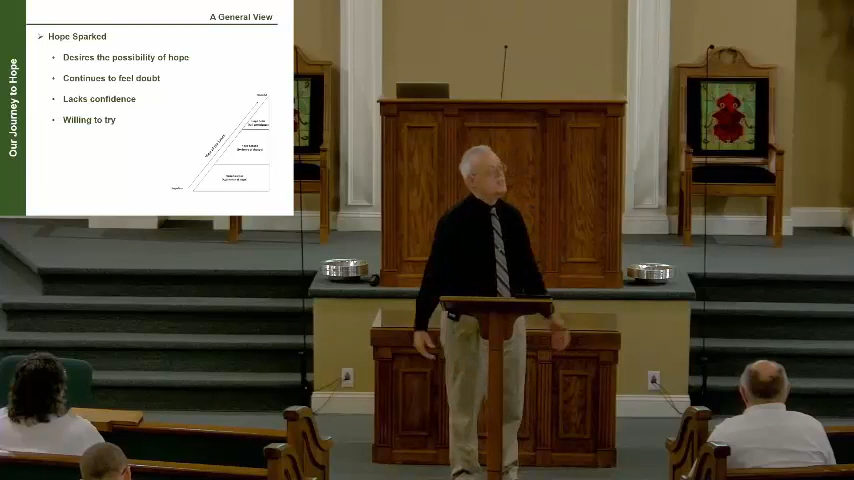 A General View
Our Journey to Hope
Hope Sparked
Desires the possibility of hope
Continues to feel doubt
Lacks confidence
Willing to try